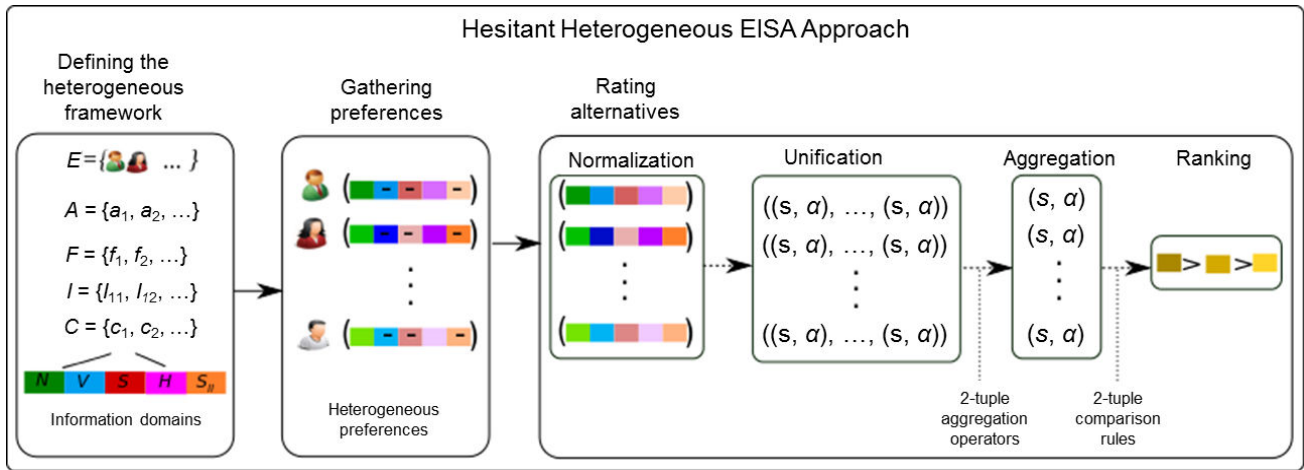 Hesitant Heterogeneous EISA Approach
Defining the
heterogeneous
framework
E={ ... }
A = {a₁, a₂, …}
F = {f₁, f₂, …}
I = {I₁₁, I₁₂, …}
C = {c₁, c₂, …}
N V S H Sₗₗ
Information domains
Gathering
preferences
( - - - )
( - - - )
⋮
( - - - )
Heterogeneous
preferences
Rating
alternatives
Normalization
( )
( )
⋮
( )
Unification
((s, α), …, (s, α))
((s, α), …, (s, α))
⋮
((s, α), …, (s, α))
2-tuple
aggregation
operators
Aggregation
(s, α)
(s, α)
⋮
(s, α)
2-tuple
comparison
rules
Ranking
> >